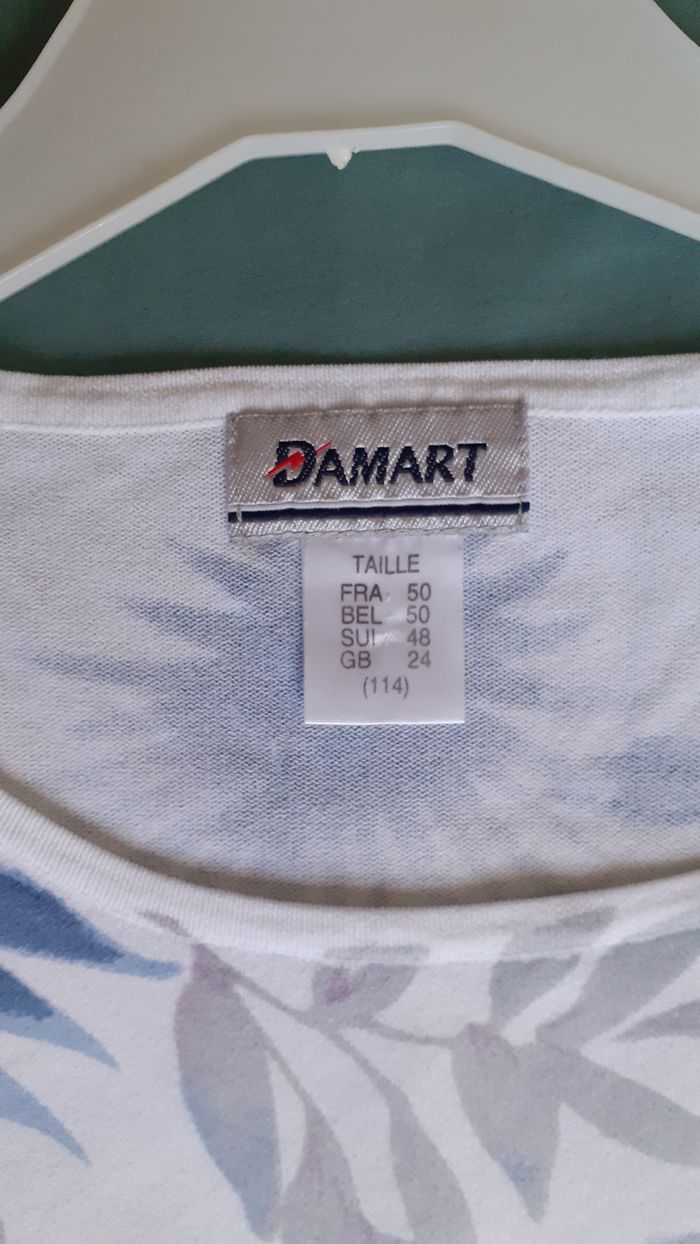 DAMART
TAILLE
FRA 50
BEL 50
SUI 48
GB 24
(114)